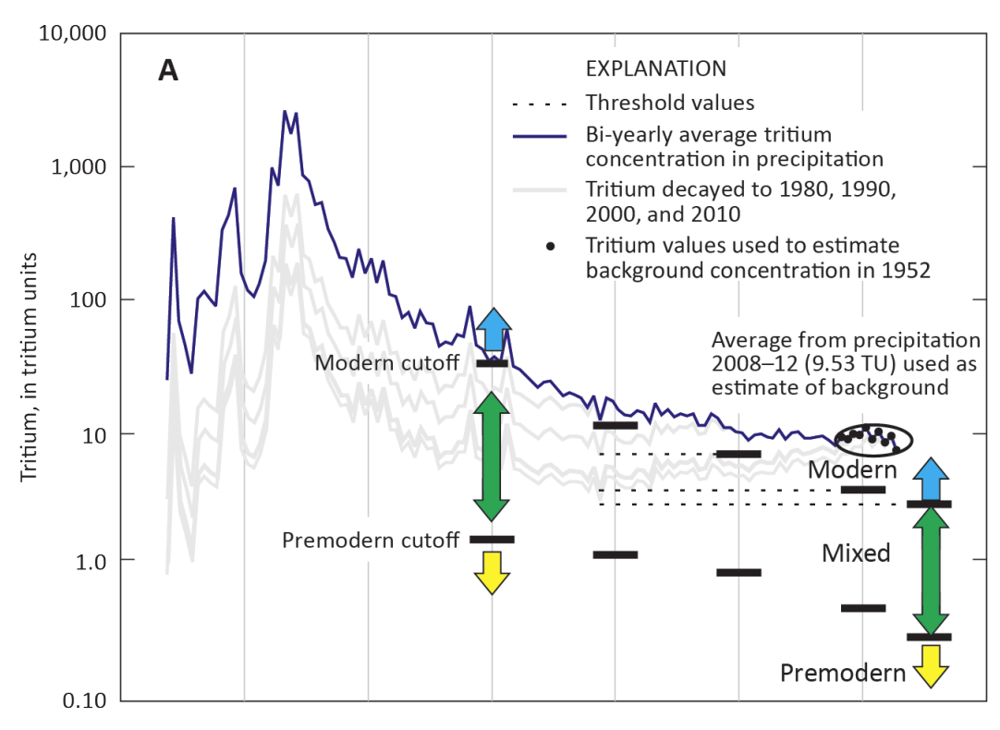 10,000
A
EXPLANATION
Threshold values
Bi-yearly average tritium
concentration in precipitation
1,000
Tritium decayed to 1980, 1990,
2000, and 2010
Tritium values used to estimate
background concentration in 1952
Tritium, in tritium units
100
Average from precipitation
2008–12 (9.53 TU) used as
estimate of background
Modern cutoff
10
Modern
Premodern cutoff
1.0
Mixed
Premodern
0.10